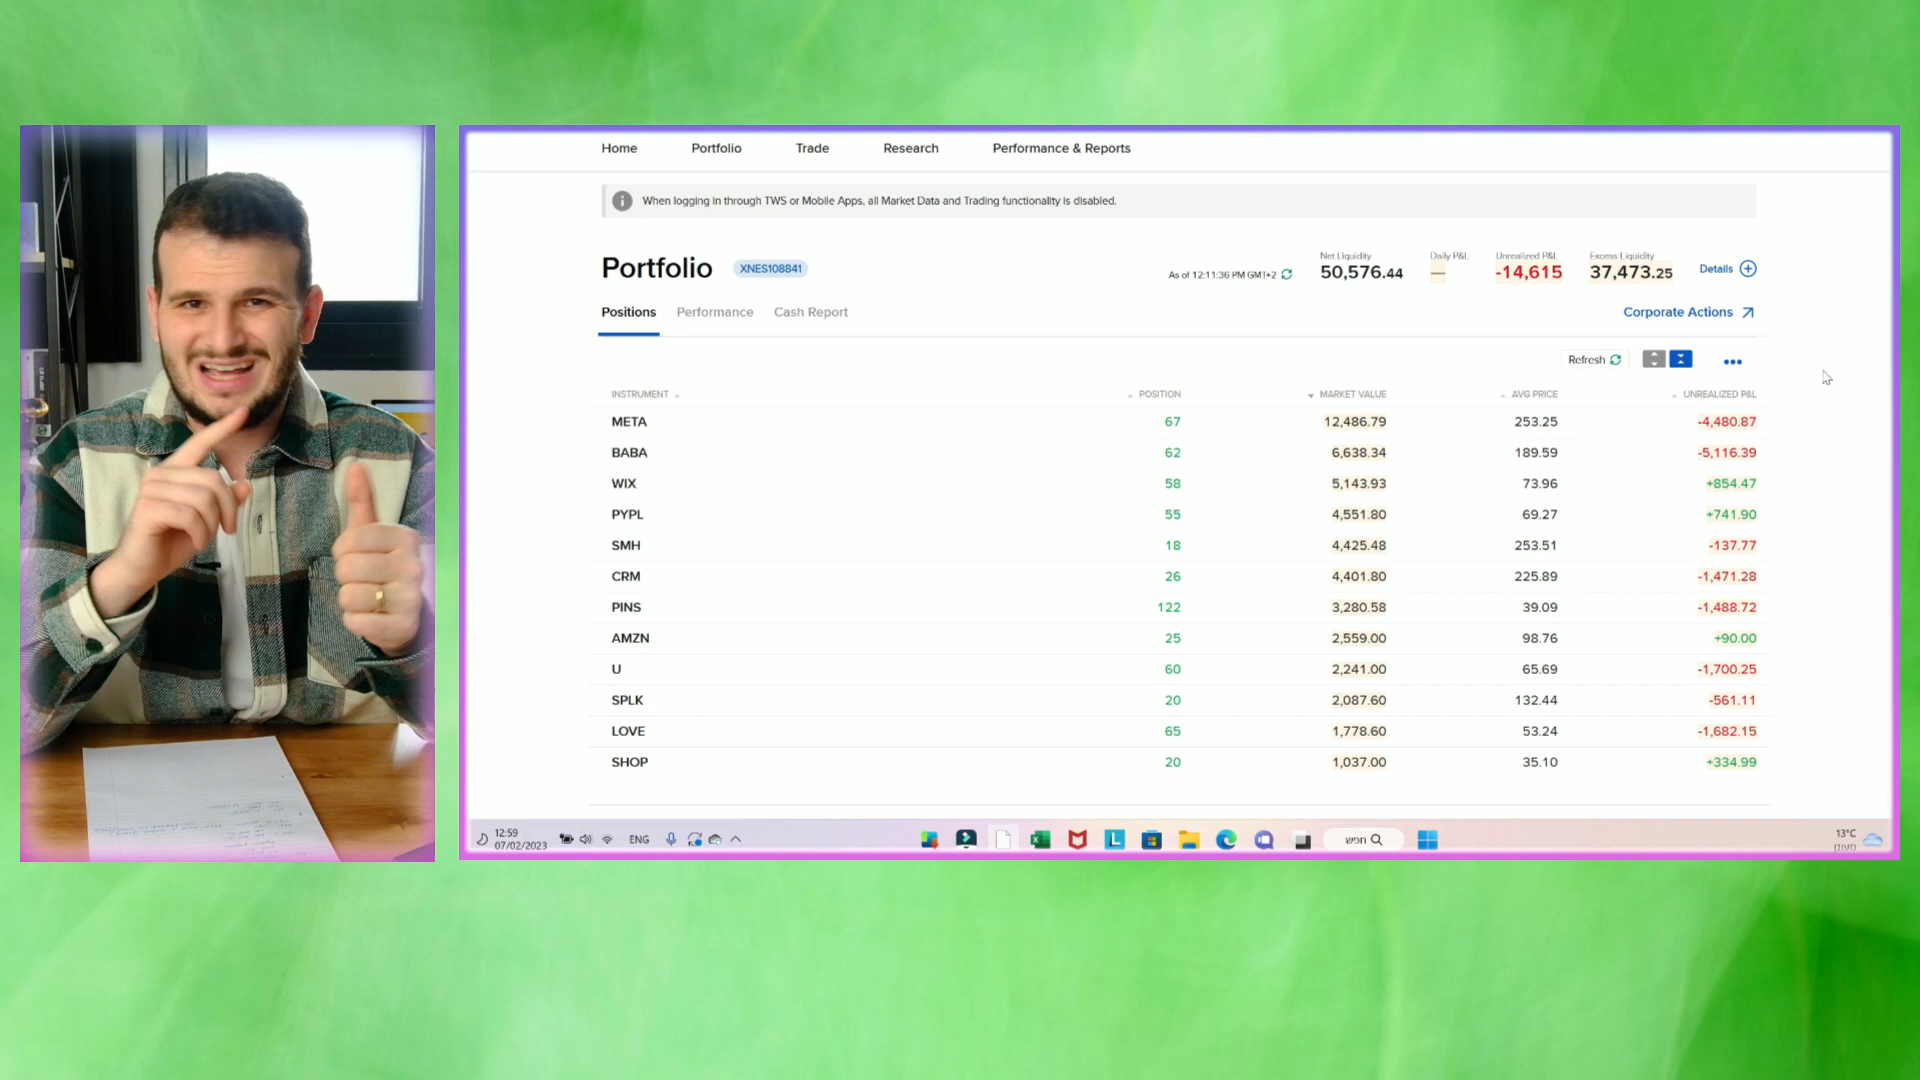 Home Portfolio Trade Research Performance & Reports
When logging in through TWS or Mobile Apps, all Market Data and Trading functionality is disabled.
Portfolio XNES108841
As of 12:11:36 PM GMT+2
Net Liquidity Daily P&L Unrealized P&L Excess Liquidity
50,576.44 — -14,615 37,473.25 Details
Positions Performance Cash Report Corporate Actions
Refresh
INSTRUMENT POSITION MARKET VALUE AVG PRICE UNREALIZED P&L
META 67 12,486.79 253.25 -4,480.87
BABA 62 6,638.34 189.59 -5,116.39
WIX 58 5,143.93 73.96 +854.47
PYPL 55 4,551.80 69.27 +741.90
SMH 18 4,425.48 253.51 -137.77
CRM 26 4,401.80 225.89 -1,471.28
PINS 122 3,280.58 39.09 -1,488.72
AMZN 25 2,559.00 98.76 +90.00
U 60 2,241.00 65.69 -1,700.25
SPLK 20 2,087.60 132.44 -561.11
LOVE 65 1,778.60 53.24 -1,682.15
SHOP 20 1,037.00 35.10 +334.99
12:59
07/02/2023
ENG
חפש
13°C
מעונן